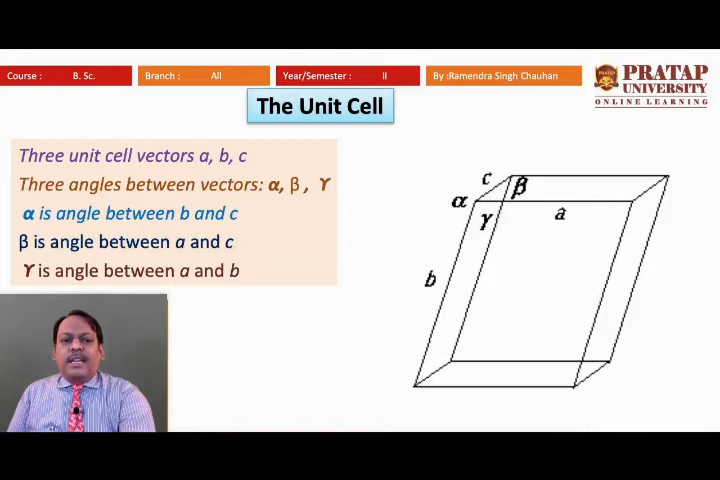 Course : B. Sc. Branch : All Year/Semester : II By :Ramendra Singh Chauhan
PRATAP
PRATAP
UNIVERSITY
ONLINE LEARNING
The Unit Cell
Three unit cell vectors a, b, c
Three angles between vectors: α, β , ϒ
α is angle between b and c
β is angle between a and c
ϒ is angle between a and b
c
β
α
γ
a
b